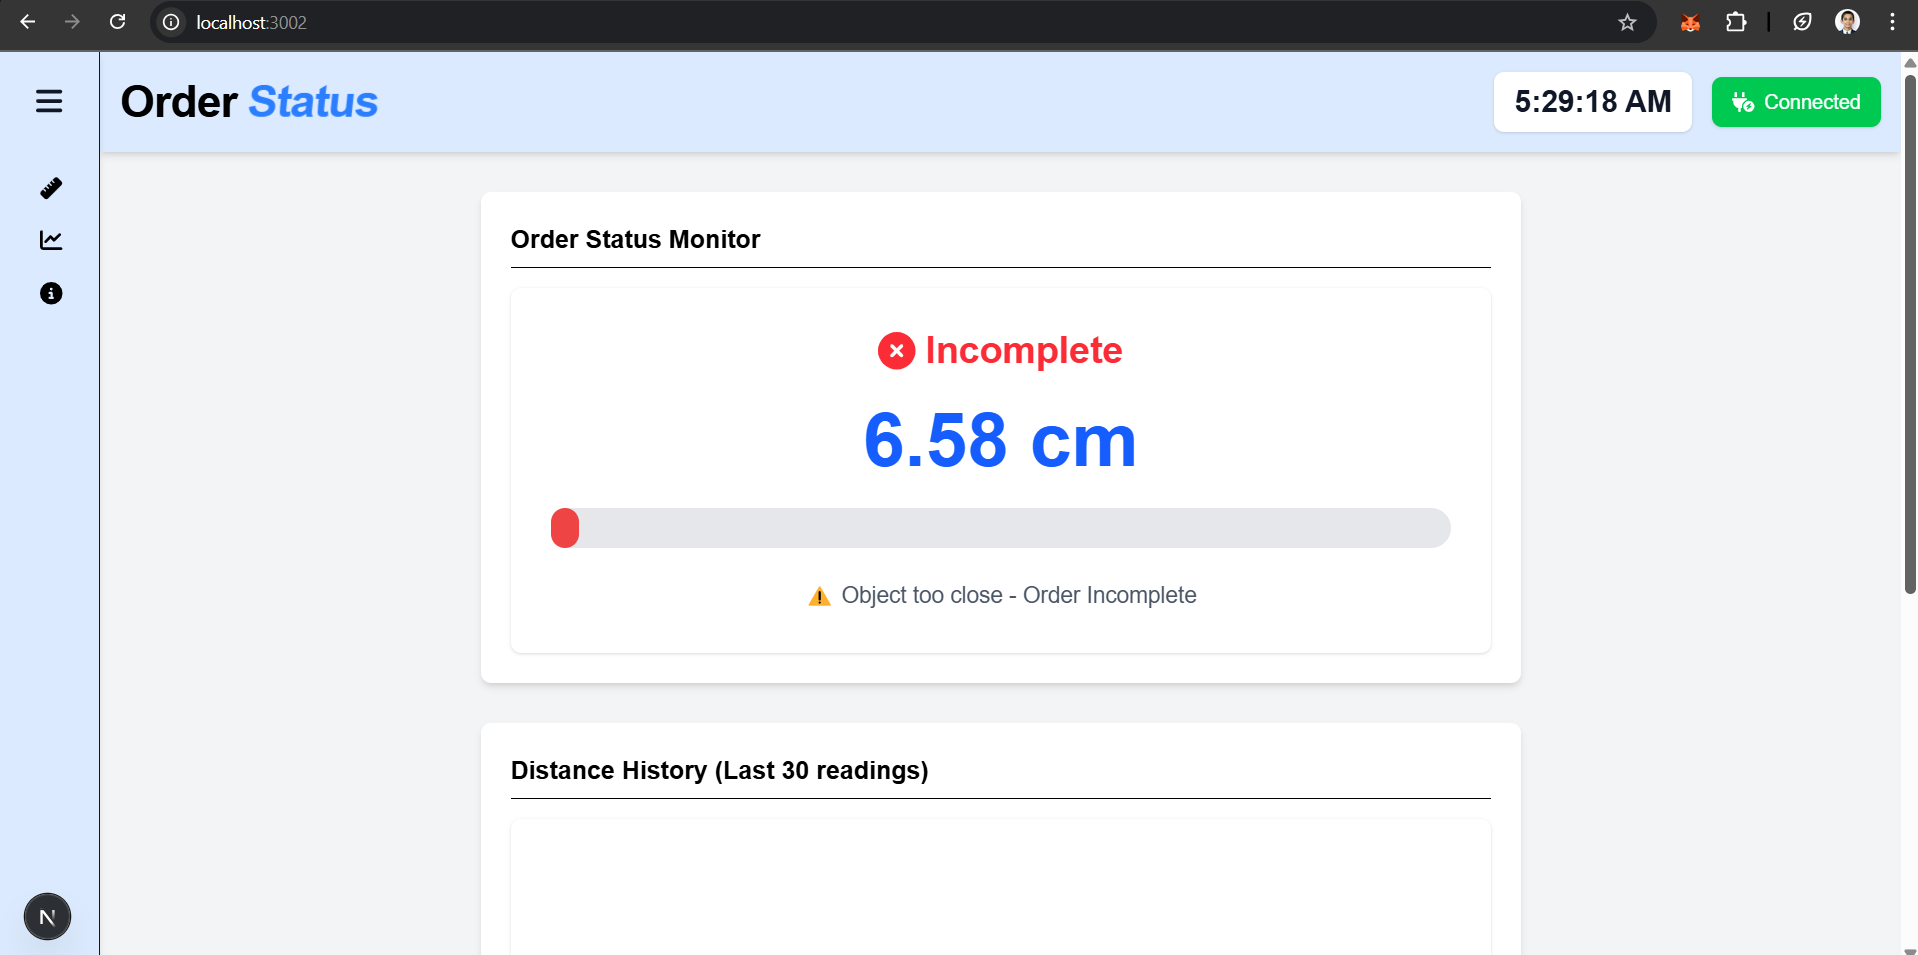 localhost:3002
Order Status
5:29:18 AM
Connected
Order Status Monitor
Incomplete
6.58 cm
Object too close - Order Incomplete
Distance History (Last 30 readings)
N